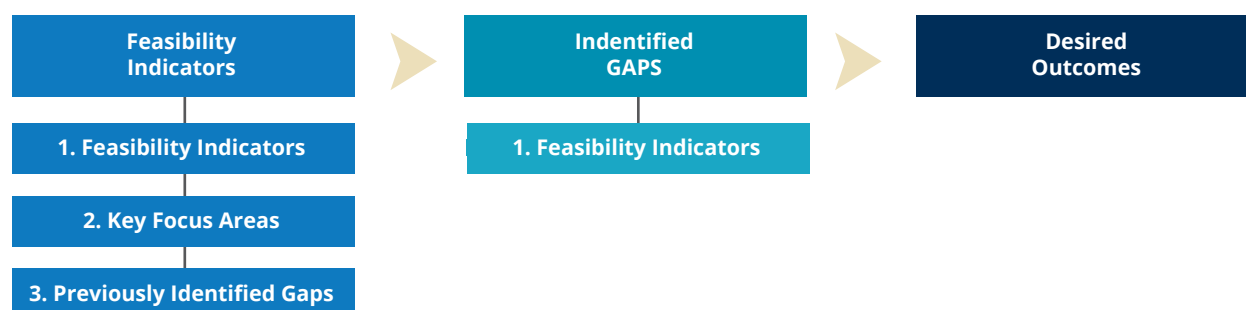 Feasibility
Indicators
1. Feasibility Indicators
2. Key Focus Areas
3. Previously Identified Gaps
Indentified
GAPS
1. Feasibility Indicators
Desired
Outcomes